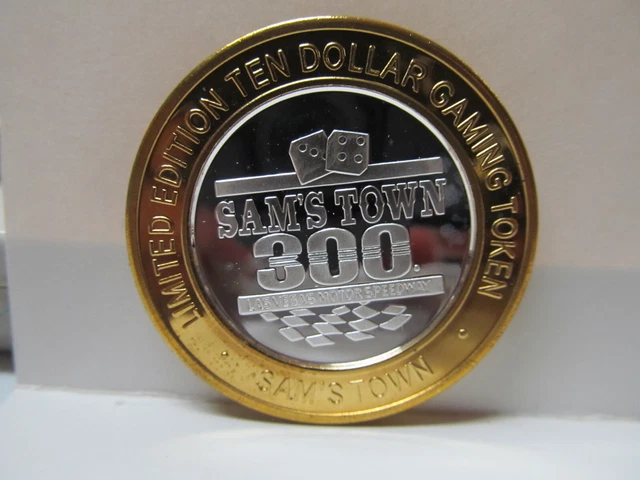 LIMITED EDITION TEN DOLLAR GAMING TOKEN
SAM'S TOWN
300.
LAS VEGAS MOTOR SPEEDWAY
• SAM'S TOWN •